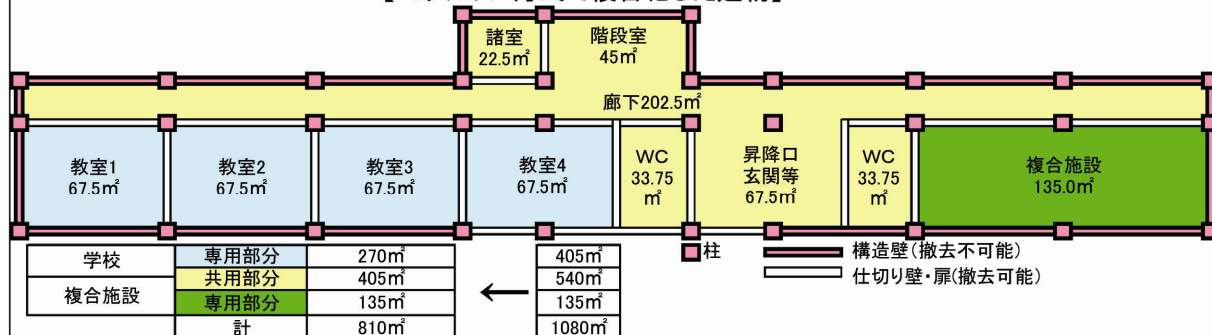 諸室
22.5㎡
階段室
45㎡
廊下202.5㎡
教室1
67.5㎡
教室2
67.5㎡
教室3
67.5㎡
教室4
67.5㎡
WC
33.75
㎡
昇降口
玄関等
67.5㎡
WC
33.75
㎡
複合施設
135.0㎡
柱
構造壁(撤去不可能)
仕切り壁・扉(撤去可能)
学校 専用部分 270㎡ 405㎡
共用部分 405㎡ 540㎡
複合施設 専用部分 135㎡ ← 135㎡
計 810㎡ 1080㎡